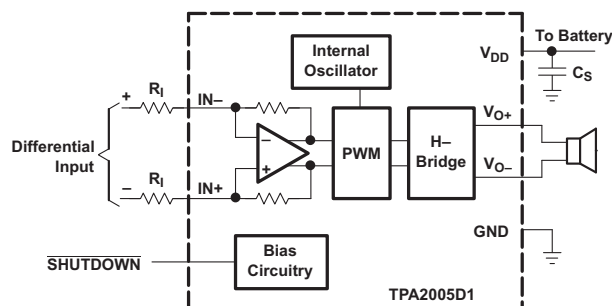 To Battery
Internal
Oscillator
VDD
CS
+
RI
IN–
Differential
Input
–
+
PWM
H–
Bridge
VO+
VO–
–
RI
IN+
GND
SHUTDOWN
Bias
Circuitry
TPA2005D1